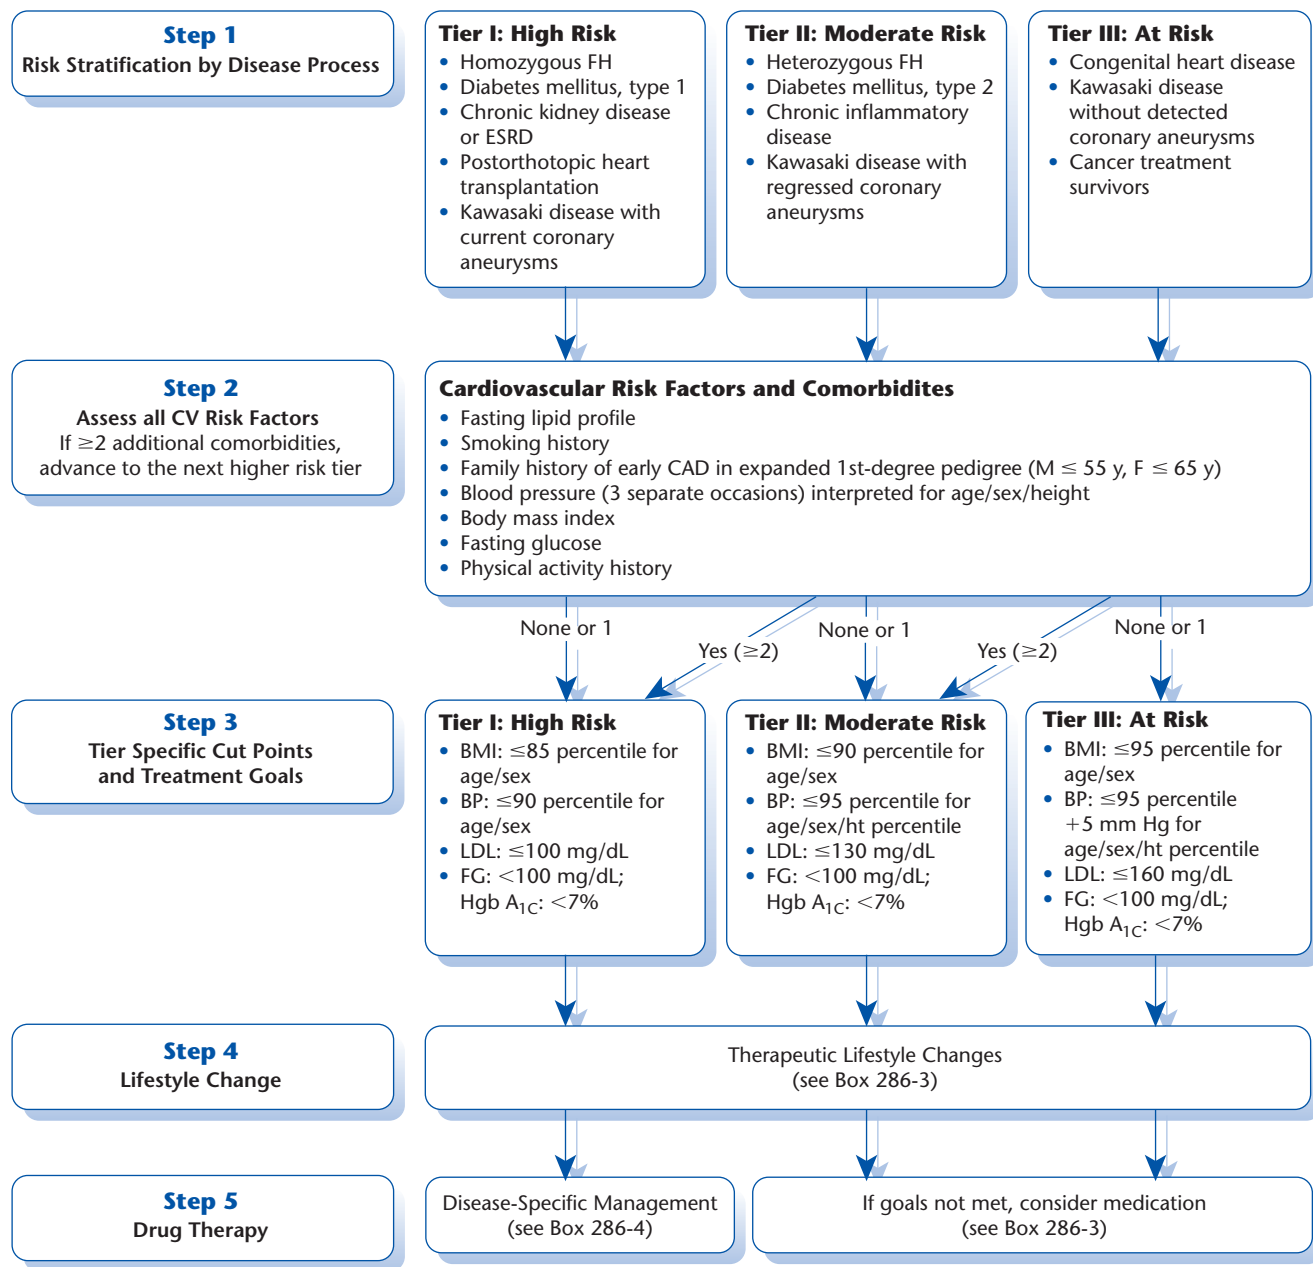 Step 1
Risk Stratification by Disease Process
Tier I: High Risk
• Homozygous FH
• Diabetes mellitus, type 1
• Chronic kidney disease
or ESRD
• Postorthotopic heart
transplantation
• Kawasaki disease with
current coronary
aneurysms
Tier II: Moderate Risk
• Heterozygous FH
• Diabetes mellitus, type 2
• Chronic inflammatory
disease
• Kawasaki disease with
regressed coronary
aneurysms
Tier III: At Risk
• Congenital heart disease
• Kawasaki disease
without detected
coronary aneurysms
• Cancer treatment
survivors
Step 2
Assess all CV Risk Factors
If ≥2 additional comorbidities,
advance to the next higher risk tier
Cardiovascular Risk Factors and Comorbidites
• Fasting lipid profile
• Smoking history
• Family history of early CAD in expanded 1st-degree pedigree (M ≤ 55 y, F ≤ 65 y)
• Blood pressure (3 separate occasions) interpreted for age/sex/height
• Body mass index
• Fasting glucose
• Physical activity history
None or 1
Yes (≥2)
None or 1
Yes (≥2)
None or 1
Step 3
Tier Specific Cut Points
and Treatment Goals
Tier I: High Risk
• BMI: ≤85 percentile for
age/sex
• BP: ≤90 percentile for
age/sex
• LDL: ≤100 mg/dL
• FG: <100 mg/dL;
Hgb A1C: <7%
Tier II: Moderate Risk
• BMI: ≤90 percentile for
age/sex
• BP: ≤95 percentile for
age/sex/ht percentile
• LDL: ≤130 mg/dL
• FG: <100 mg/dL;
Hgb A1C: <7%
Tier III: At Risk
• BMI: ≤95 percentile for
age/sex
• BP: ≤95 percentile
+5 mm Hg for
age/sex/ht percentile
• LDL: ≤160 mg/dL
• FG: <100 mg/dL;
Hgb A1C: <7%
Step 4
Lifestyle Change
Therapeutic Lifestyle Changes
(see Box 286-3)
Step 5
Drug Therapy
Disease-Specific Management
(see Box 286-4)
If goals not met, consider medication
(see Box 286-3)